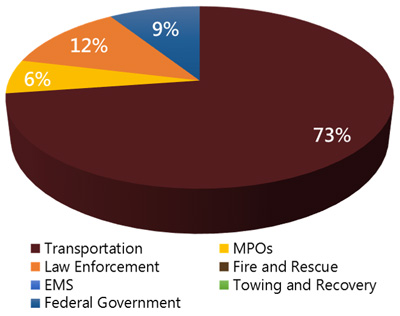 9%
12%
6%
73%
Transportation
MPOs
Law Enforcement
Fire and Rescue
EMS
Towing and Recovery
Federal Government